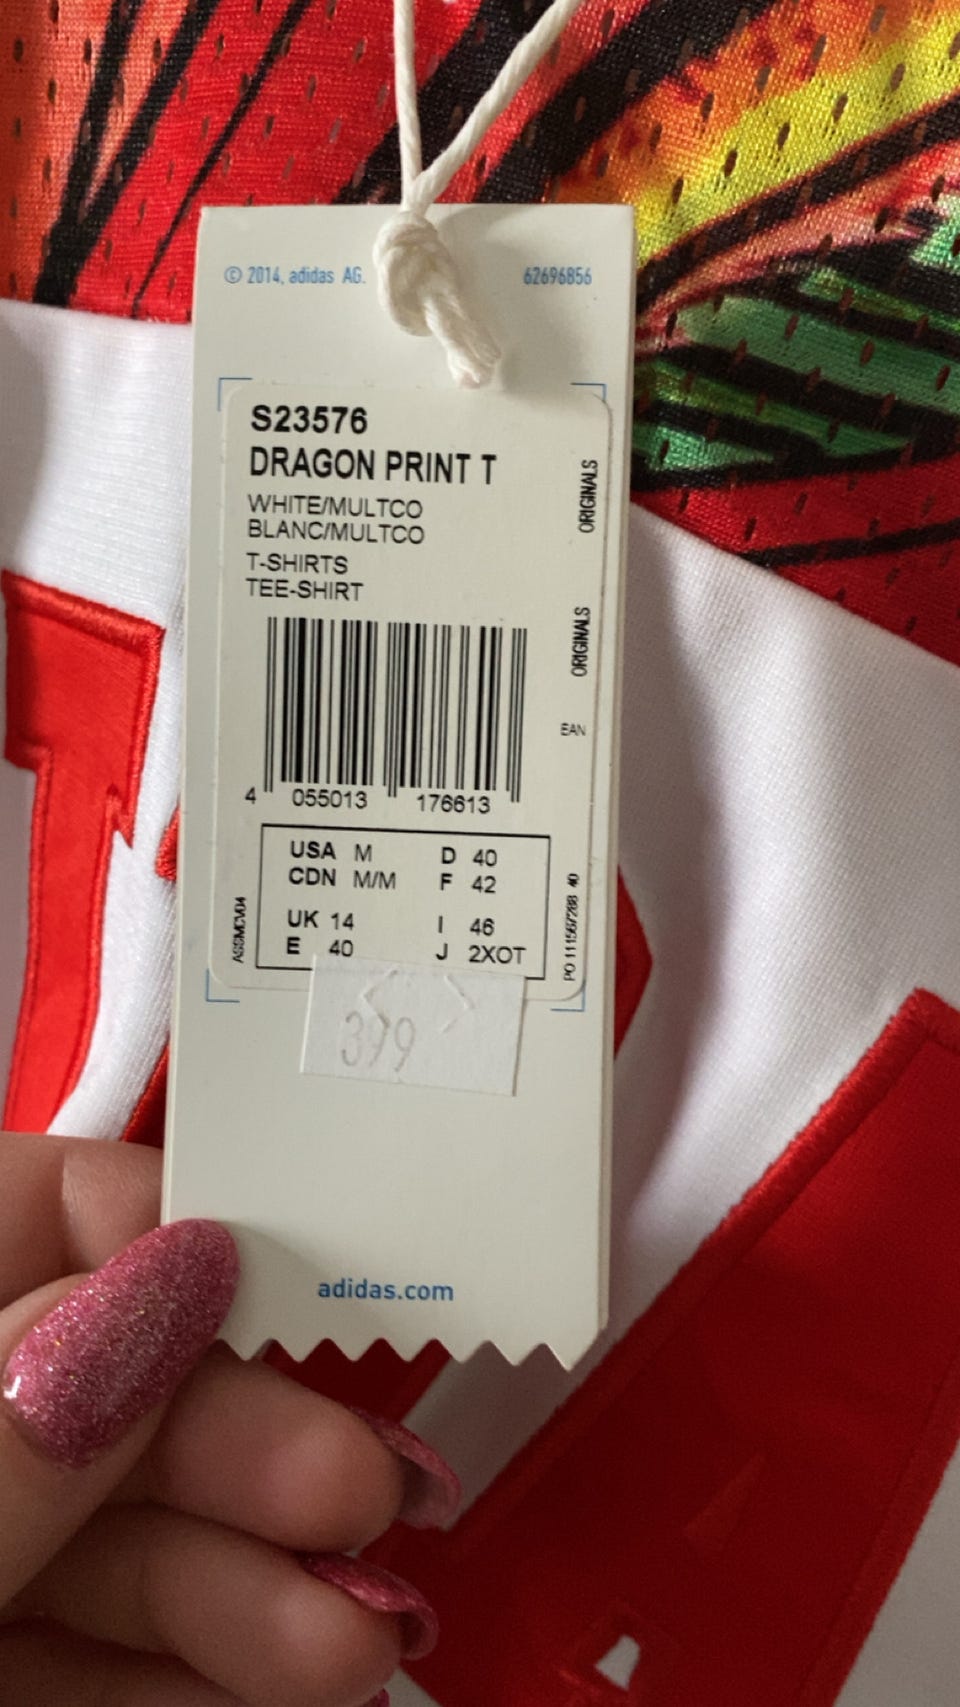 © 2014, adidas AG.
62696856
S23576
DRAGON PRINT T
WHITE/MULTCO
BLANC/MULTCO
T-SHIRTS
TEE-SHIRT
ORIGINALS
ORIGINALS
EAN
4 055013 176613
USA M D 40
CDN M/M F 42
UK 14 I 46
E 40 J 2XOT
399
adidas.com